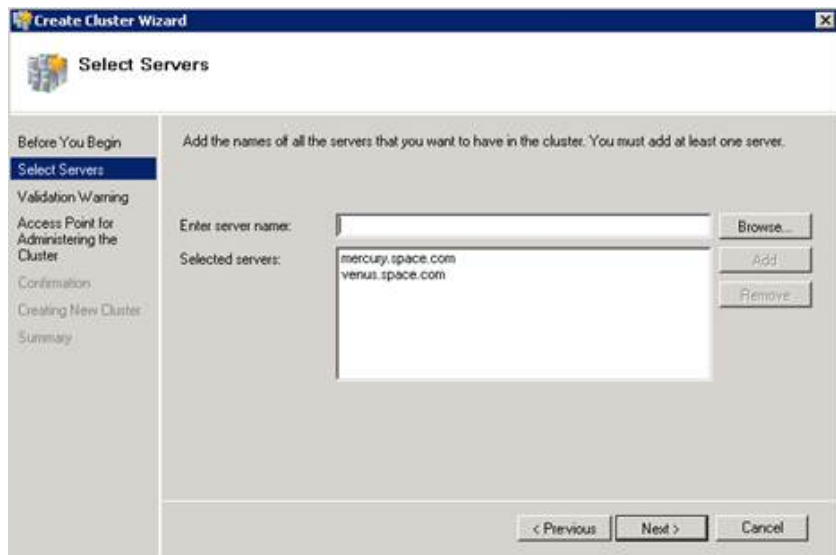 Create Cluster Wizard
Select Servers
Before You Begin
Select Servers
Validation Warning
Access Point for
Administering the
Cluster
Confirmation
Creating New Cluster
Summary
Add the names of all the servers that you want to have in the cluster. You must add at least one server.
Enter server name:
Browse...
Selected servers:
mercury.space.com
venus.space.com
Add
Remove
< Previous
Next >
Cancel